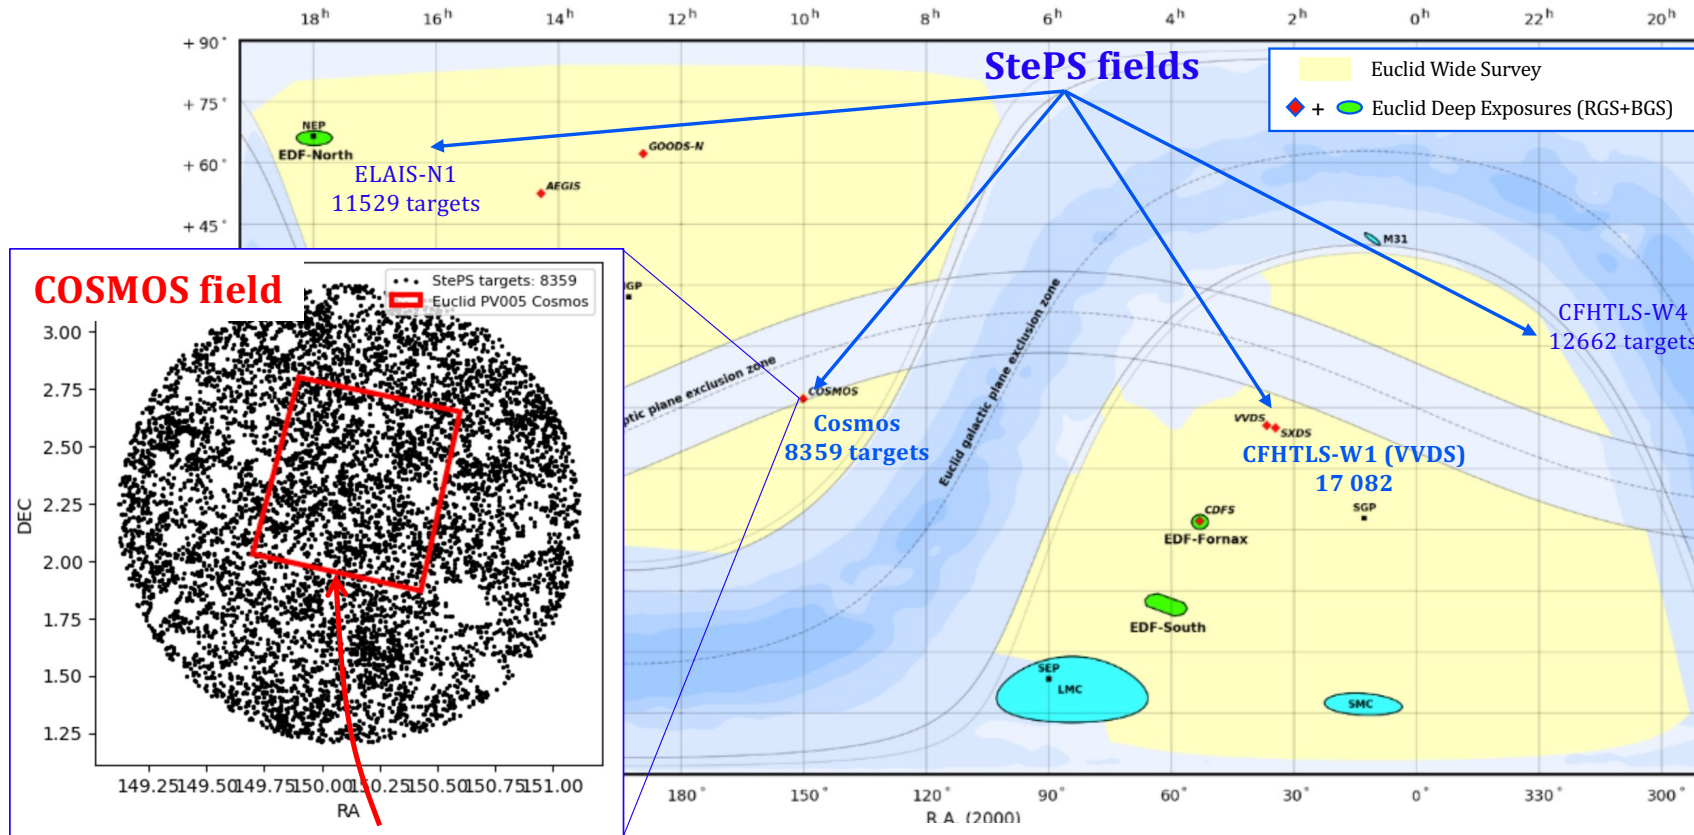 18h 16h 14h 12h 10h 8h 6h 4h 2h 0h 22h 20h
+90°
+75°
+60°
+45°
StePS fields
Euclid Wide Survey
+ Euclid Deep Exposures (RGS+BGS)
NEP
EDF-North
GOODS-N
AEGIS
ELAIS-N1
11529 targets
M31
CFHTLS-W4
12662 targets
Euclid galactic plane exclusion zone
plane exclusion zone
COSMOS
Cosmos
8359 targets
VVDS
SXDS
CFHTLS-W1 (VVDS)
17 082
CDFS
EDF-Fornax
SGP
EDF-South
SEP
LMC
SMC
180° 150° 120° 90° 60° 30° 0° 330° 300°
R.A. (2000)
COSMOS field
StePS targets: 8359
Euclid PV005 Cosmos
3.00
2.75
2.50
2.25
2.00
1.75
1.50
1.25
DEC
149.25 149.50 149.75 150.00 150.25 150.50 150.75 151.00
RA